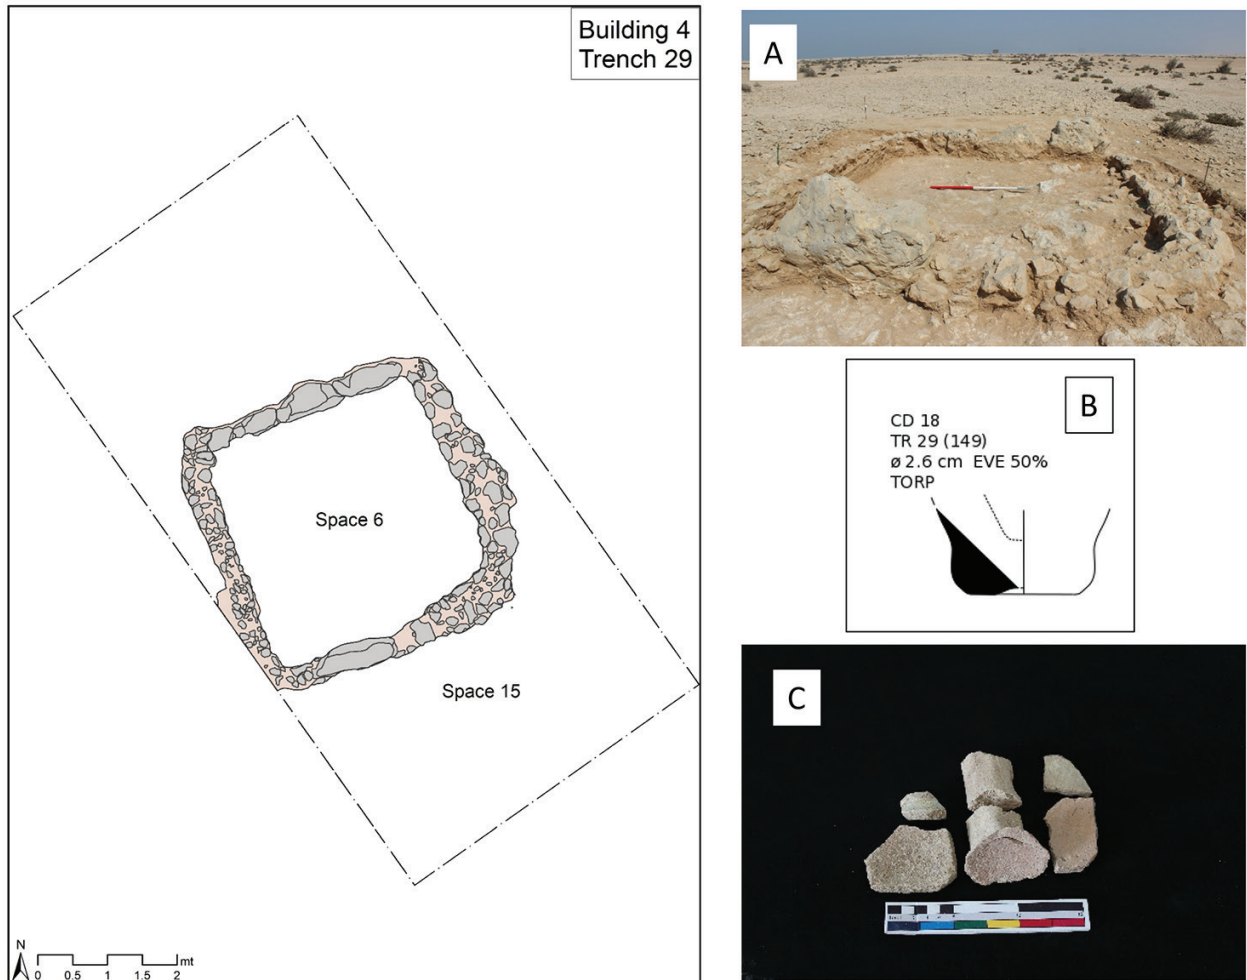 Building 4
Trench 29
Space 6
Space 15
N
0 0.5 1 1.5 2 mt
A
B
CD 18
TR 29 (149)
ø 2.6 cm EVE 50%
TORP
C